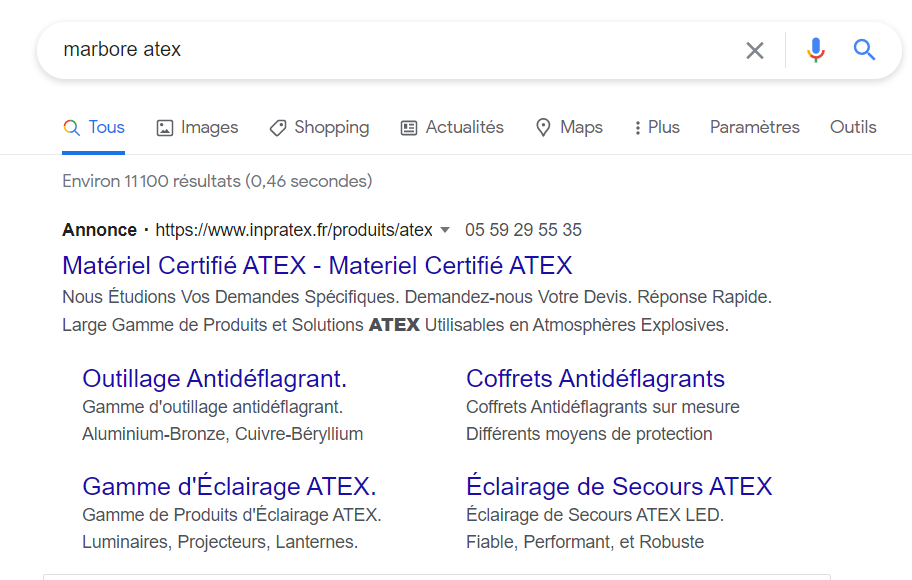 marbore atex
Tous Images Shopping Actualités Maps Plus Paramètres Outils
Environ 11 100 résultats (0,46 secondes)
Annonce · https://www.inpratex.fr/produits/atex 05 59 29 55 35
Matériel Certifié ATEX - Materiel Certifié ATEX
Nous Étudions Vos Demandes Spécifiques. Demandez-nous Votre Devis. Réponse Rapide.
Large Gamme de Produits et Solutions ATEX Utilisables en Atmosphères Explosives.
Outillage Antidéflagrant.
Gamme d'outillage antidéflagrant.
Aluminium-Bronze, Cuivre-Béryllium
Coffrets Antidéflagrants
Coffrets Antidéflagrants sur mesure
Différents moyens de protection
Gamme d'Éclairage ATEX.
Gamme de Produits d'Éclairage ATEX.
Luminaires, Projecteurs, Lanternes.
Éclairage de Secours ATEX
Éclairage de Secours ATEX LED.
Fiable, Performant, et Robuste